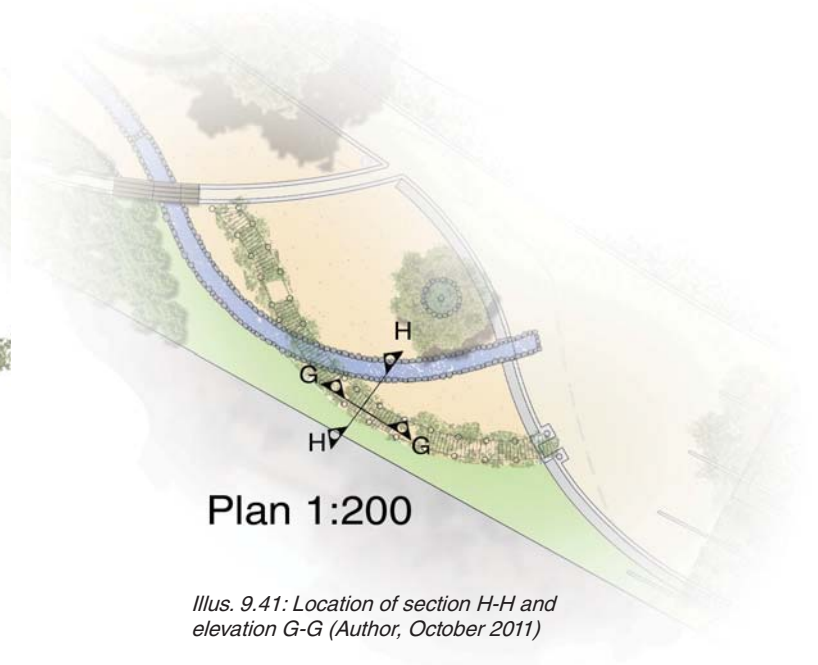 H
G
H
G
Plan 1:200
Illus. 9.41: Location of section H-H and
elevation G-G (Author, October 2011)